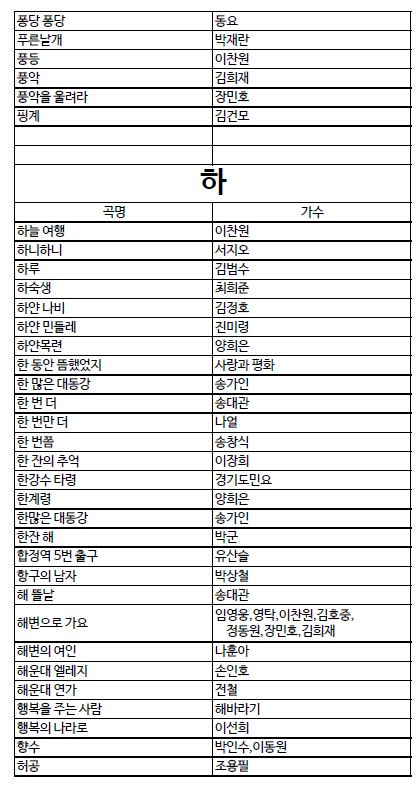 퐁당 퐁당 동요
푸른날개 박재란
풍등 이찬원
풍악 김희재
풍악을 울려라 장민호
핑계 김건모
하
곡명 가수
하늘 여행 이찬원
하니하니 서지오
하루 김범수
하숙생 최희준
하얀 나비 김정호
하얀 민들레 진미령
하얀목련 양희은
한 동안 뜸했었지 사랑과 평화
한 많은 대동강 송가인
한 번 더 송대관
한 번만 더 나얼
한 번쯤 송창식
한 잔의 추억 이장희
한강수 타령 경기도민요
한계령 양희은
한많은 대동강 송가인
한잔 해 박군
합정역 5번 출구 유산슬
항구의 남자 박상철
해 뜰날 송대관
해변으로 가요 임영웅,영탁,이찬원,김호중,
정동원,장민호,김희재
해변의 여인 나훈아
해운대 엘레지 손인호
해운대 연가 전철
행복을 주는 사람 해바라기
행복의 나라로 이선희
향수 박인수,이동원
허공 조용필